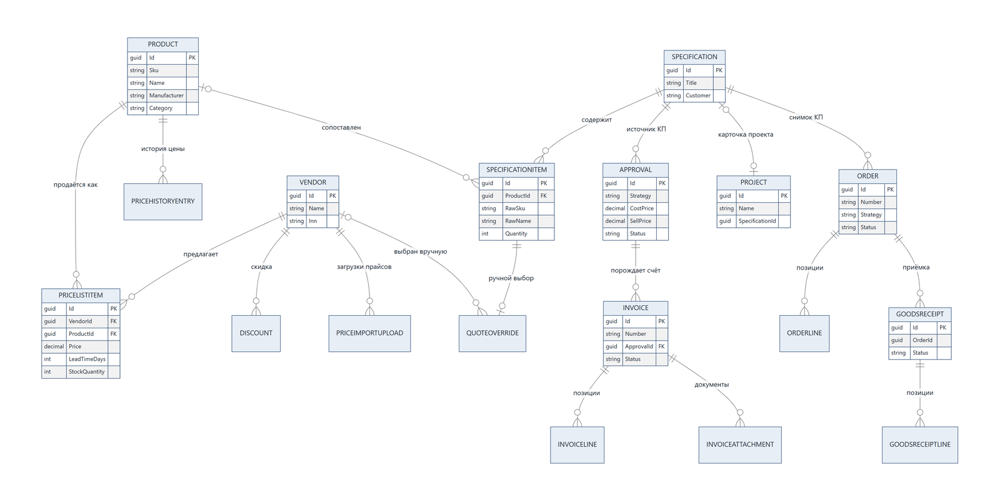 PRODUCT
guid Id PK
string Sku
string Name
string Manufacturer
string Category
SPECIFICATION
guid Id PK
string Title
string Customer
продаётся как
история цены
сопоставлен
содержит
источник КП
карточка проекта
снимок КП
PRICEHISTORYENTRY
VENDOR
guid Id PK
string Name
string Inn
SPECIFICATIONITEM
guid Id PK
guid ProductId FK
string RawSku
string RawName
int Quantity
APPROVAL
guid Id PK
string Strategy
decimal CostPrice
decimal SellPrice
string Status
PROJECT
guid Id PK
string Name
guid SpecificationId
ORDER
guid Id PK
string Number
string Strategy
string Status
предлагает
скидка
загрузки прайсов
выбран вручную
ручной выбор
порождает счёт
позиции
приёмка
PRICELISTITEM
guid Id PK
guid VendorId FK
guid ProductId FK
decimal Price
int LeadTimeDays
int StockQuantity
DISCOUNT
PRICEIMPORTUPLOAD
QUOTEOVERRIDE
INVOICE
guid Id PK
string Number
guid ApprovalId FK
string Status
ORDERLINE
GOODSRECEIPT
guid Id PK
guid OrderId
string Status
позиции
документы
позиции
INVOICELINE
INVOICEATTACHMENT
GOODSRECEIPTLINE